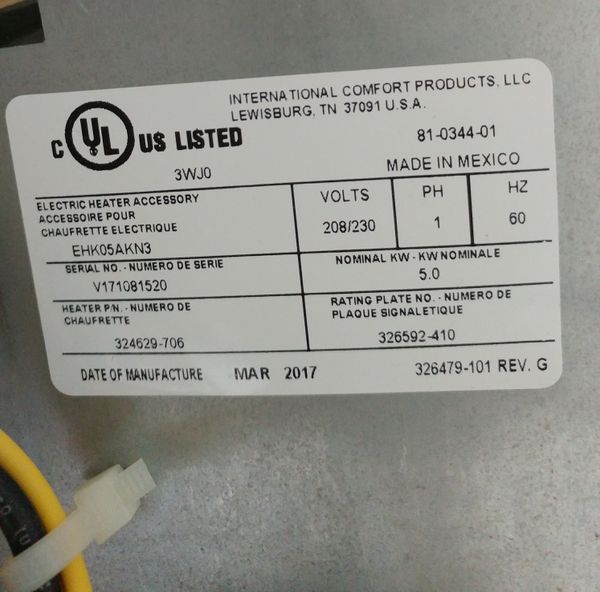 INTERNATIONAL COMFORT PRODUCTS, LLC
LEWISBURG, TN 37091 U.S.A.
C UL US LISTED
81-0344-01
3WJ0
MADE IN MEXICO
ELECTRIC HEATER ACCESSORY
ACCESSOIRE POUR
CHAUFRETTE ELECTRIQUE
EHK05AKN3
VOLTS
208/230
PH
1
HZ
60
SERIAL NO. - NUMERO DE SERIE
V171081520
NOMINAL KW - KW NOMINALE
5.0
HEATER P/N. - NUMERO DE
CHAUFRETTE
324629-706
RATING PLATE NO. - NUMERO DE
PLAQUE SIGNALETIQUE
326592-410
DATE OF MANUFACTURE MAR 2017
326479-101 REV. G